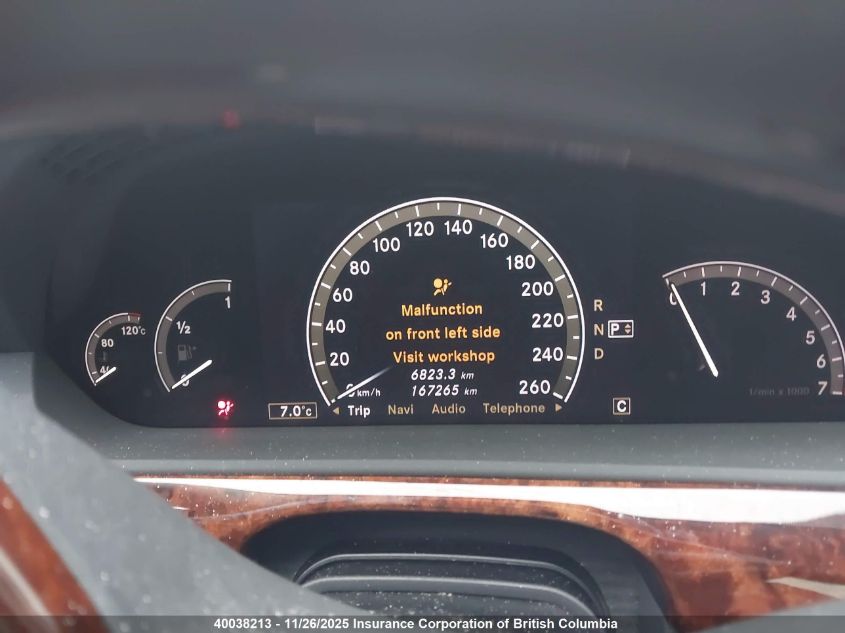 120°c
80
40
1
1/2
0
0
20
40
60
80
100
120
140
160
180
200
220
240
260
km/h
Malfunction
on front left side
Visit workshop
6823.3 km
167265 km
7.0°c
Trip Navi Audio Telephone
R
N P
D
C
0 1 2 3 4 5 6 7
1/min x 1000
40038213 - 11/26/2025 Insurance Corporation of British Columbia